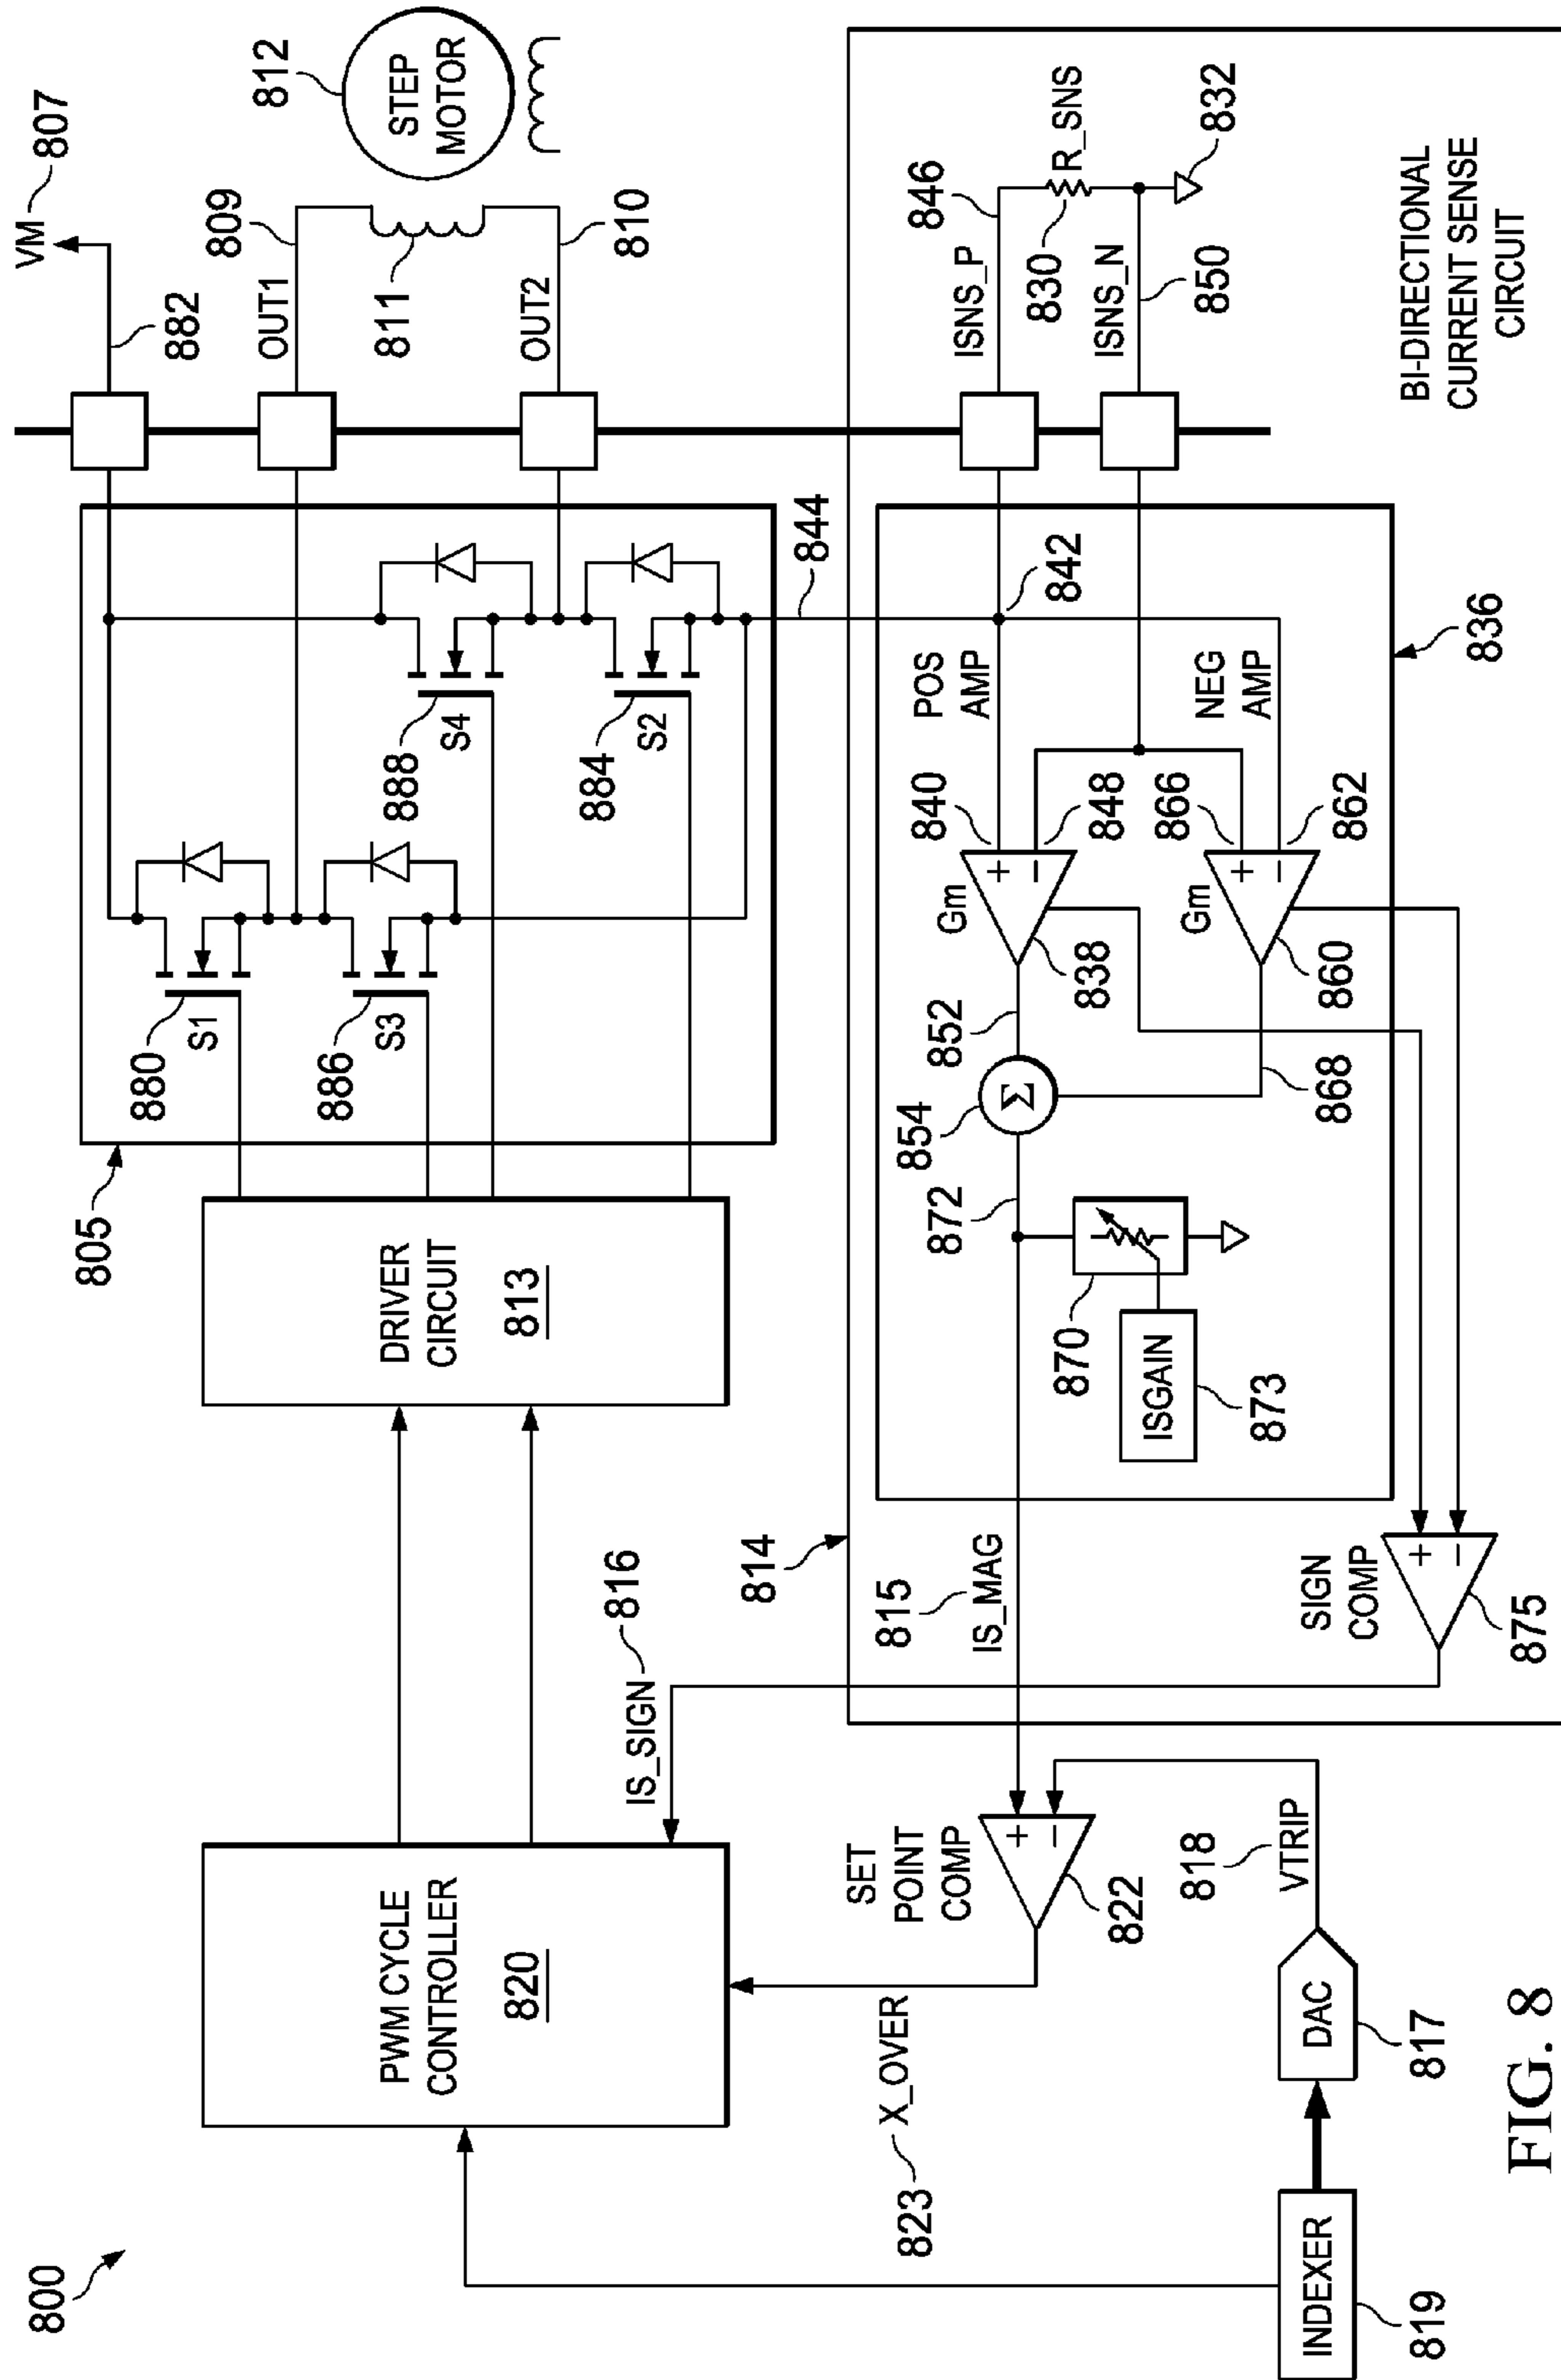 800
PWM CYCLE
CONTROLLER
820
DRIVER
CIRCUIT
813
805
880
S1
886
S3
888
S4
884
S2
VM
807
882
OUT1
809
811
OUT2
810
STEP
MOTOR
812
844
IS_SIGN
816
X_OVER
823
SET
POINT
COMP
822
VTRIP
818
DAC
817
INDEXER
819
814
815
IS_MAG
SIGN
COMP
875
+
−
+
−
872
870
ISGAIN
873
854
Σ
852
868
Gm
838
840
848
+
−
Gm
860
866
862
+
−
POS
AMP
NEG
AMP
842
836
ISNS_P
846
830
R_SNS
ISNS_N
850
832
BI-DIRECTIONAL
CURRENT SENSE
CIRCUIT
FIG. 8